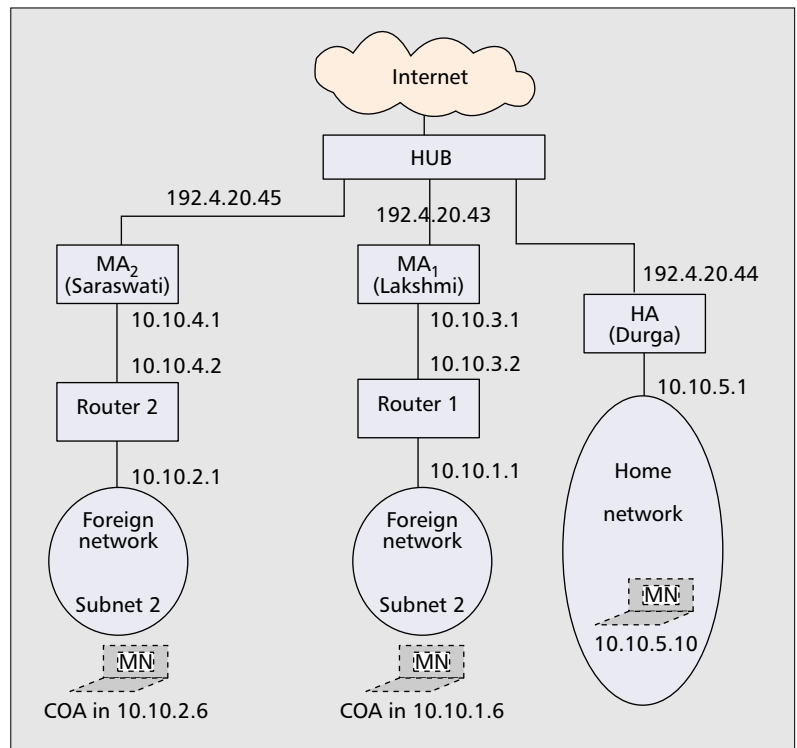 Internet
HUB
192.4.20.45
192.4.20.43
192.4.20.44
MA2
(Saraswati)
MA1
(Lakshmi)
HA
(Durga)
10.10.4.1
10.10.3.1
10.10.5.1
10.10.4.2
10.10.3.2
Router 2
Router 1
10.10.2.1
10.10.1.1
Foreign
network
Subnet 2
Foreign
network
Subnet 2
Home
network
MN
10.10.5.10
MN
COA in 10.10.2.6
MN
COA in 10.10.1.6